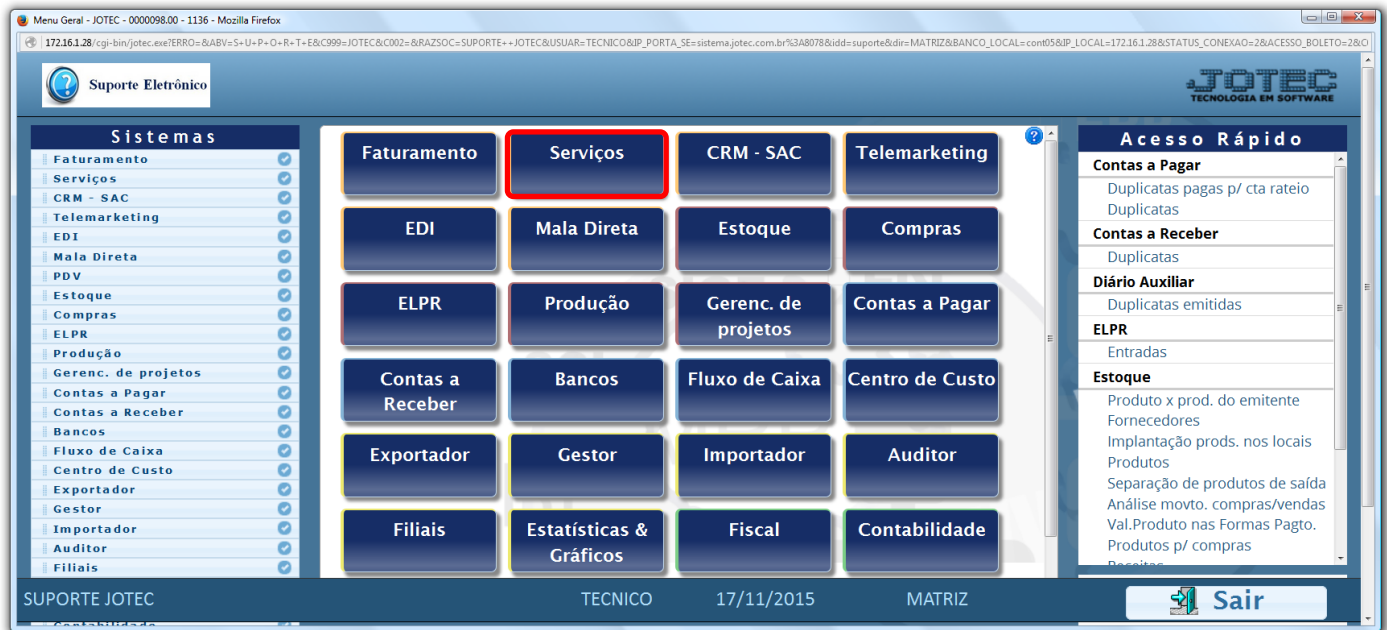 Menu Geral - JOTEC - 0000098.00 - 1136 - Mozilla Firefox
172.16.1.28/cgi-bin/jotec.exe?ERRO=&ABV=S+U+P+O+R+T+E&C999=JOTEC&C002=&RAZSOC=SUPORTE++JOTEC&USUAR=TECNICO&IP_PORTA_SE=sistema.jotec.com.br%3A8078&idd=suporte&dir=MATRIZ&BANCO_LOCAL=cont05&IP_LOCAL=172.16.1.28&STATUS_CONEXAO=2&ACESSO_BOLETO=2&O
Suporte Eletrônico
JOTEC
TECNOLOGIA EM SOFTWARE
Sistemas
Faturamento
Serviços
CRM - SAC
Telemarketing
EDI
Mala Direta
PDV
Estoque
Compras
ELPR
Produção
Gerenc. de projetos
Contas a Pagar
Contas a Receber
Bancos
Fluxo de Caixa
Centro de Custo
Exportador
Gestor
Importador
Auditor
Filiais
Contabilidade
Faturamento
Serviços
CRM - SAC
Telemarketing
EDI
Mala Direta
Estoque
Compras
ELPR
Produção
Gerenc. de
projetos
Contas a Pagar
Contas a
Receber
Bancos
Fluxo de Caixa
Centro de Custo
Exportador
Gestor
Importador
Auditor
Filiais
Estatísticas &
Gráficos
Fiscal
Contabilidade
Acesso Rápido
Contas a Pagar
Duplicatas pagas p/ cta rateio
Duplicatas
Contas a Receber
Duplicatas
Diário Auxiliar
Duplicatas emitidas
ELPR
Entradas
Estoque
Produto x prod. do emitente
Fornecedores
Implantação prods. nos locais
Produtos
Separação de produtos de saída
Análise movto. compras/vendas
Val.Produto nas Formas Pagto.
Produtos p/ compras
Receitas
SUPORTE JOTEC
TECNICO
17/11/2015
MATRIZ
Sair